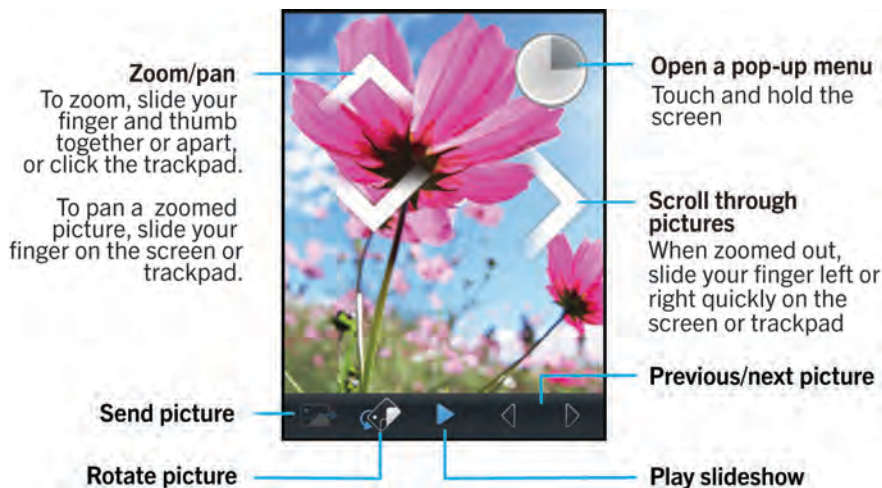 Zoom/pan
To zoom, slide your
finger and thumb
together or apart,
or click the trackpad.
To pan a zoomed
picture, slide your
finger on the screen or
trackpad.
Send picture
Rotate picture
Open a pop-up menu
Touch and hold the
screen
Scroll through
pictures
When zoomed out,
slide your finger left or
right quickly on the
screen or trackpad
Previous/next picture
Play slideshow